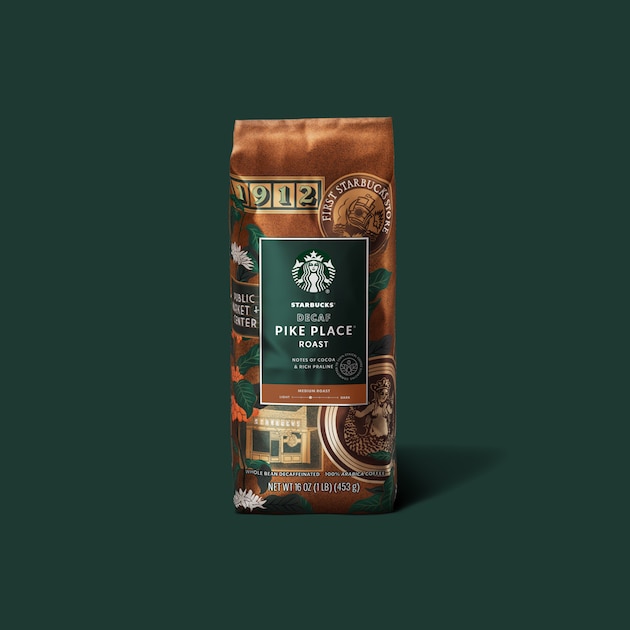 1912
FIRST STARBUCKS STORE
PUBLIC
MARKET +
CENTER
STARBUCKS®
DECAF
PIKE PLACE®
ROAST
NOTES OF COCOA
& RICH PRALINE
MEDIUM ROAST
LIGHT DARK
STARBUCKS
WHOLE BEAN DECAFFEINATED 100% ARABICA COFFEE
NET WT 16 OZ (1 LB) (453 g)